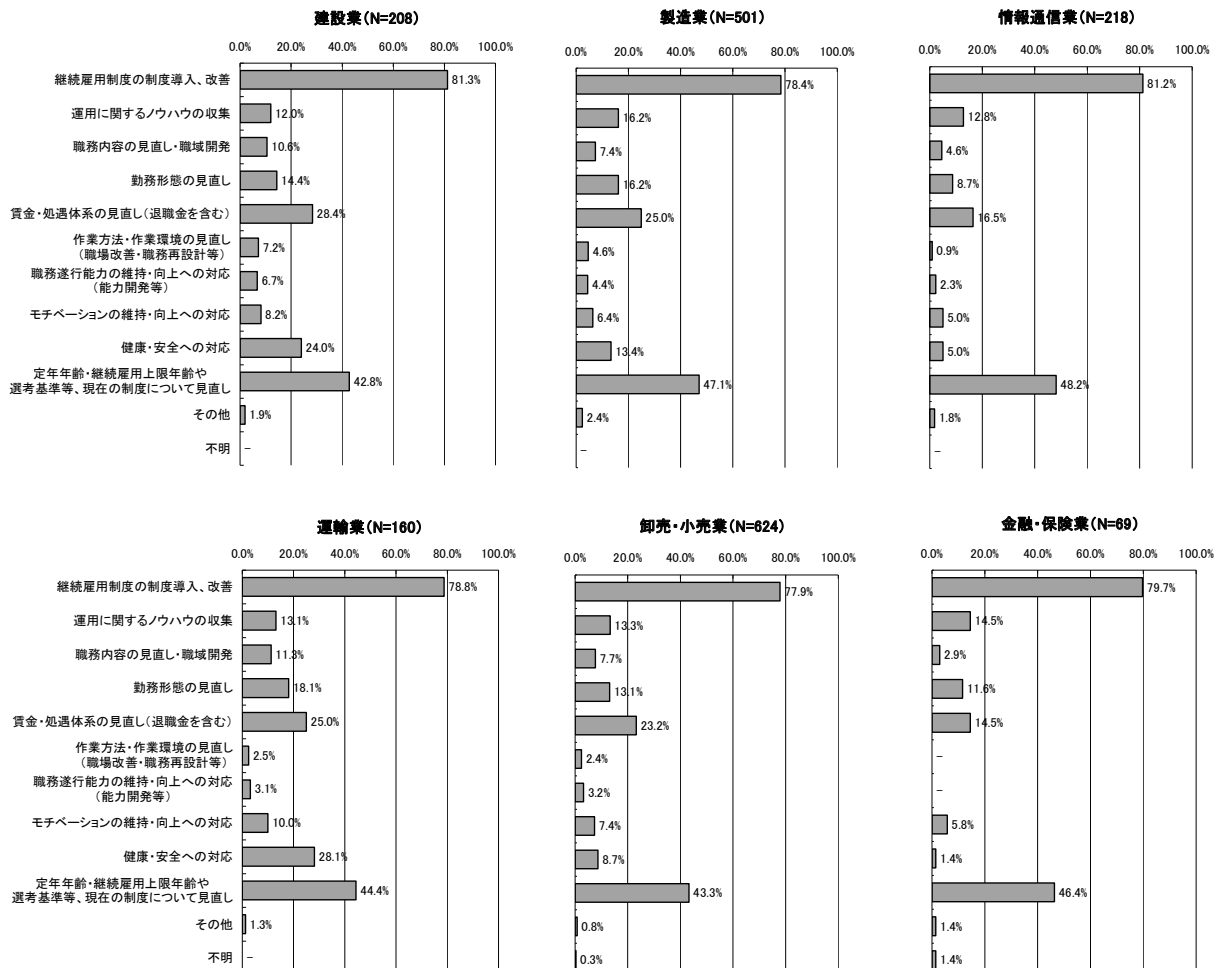 建設業(N=208)
0.0% 20.0% 40.0% 60.0% 80.0% 100.0%
継続雇用制度の制度導入、改善 81.3%
運用に関するノウハウの収集 12.0%
職務内容の見直し・職域開発 10.6%
勤務形態の見直し 14.4%
賃金・処遇体系の見直し(退職金を含む) 28.4%
作業方法・作業環境の見直し
(職場改善・職務再設計等) 7.2%
職務遂行能力の維持・向上への対応
(能力開発等) 6.7%
モチベーションの維持・向上への対応 8.2%
健康・安全への対応 24.0%
定年年齢・継続雇用上限年齢や
選考基準等、現在の制度について見直し 42.8%
その他 1.9%
不明 –
製造業(N=501)
0.0% 20.0% 40.0% 60.0% 80.0% 100.0%
78.4%
16.2%
7.4%
16.2%
25.0%
4.6%
4.4%
6.4%
13.4%
47.1%
2.4%
–
情報通信業(N=218)
0.0% 20.0% 40.0% 60.0% 80.0% 100.0%
81.2%
12.8%
4.6%
8.7%
16.5%
0.9%
2.3%
5.0%
5.0%
48.2%
1.8%
–
運輸業(N=160)
0.0% 20.0% 40.0% 60.0% 80.0% 100.0%
継続雇用制度の制度導入、改善 78.8%
運用に関するノウハウの収集 13.1%
職務内容の見直し・職域開発 11.3%
勤務形態の見直し 18.1%
賃金・処遇体系の見直し(退職金を含む) 25.0%
作業方法・作業環境の見直し
(職場改善・職務再設計等) 2.5%
職務遂行能力の維持・向上への対応
(能力開発等) 3.1%
モチベーションの維持・向上への対応 10.0%
健康・安全への対応 28.1%
定年年齢・継続雇用上限年齢や
選考基準等、現在の制度について見直し 44.4%
その他 1.3%
不明 –
卸売・小売業(N=624)
0.0% 20.0% 40.0% 60.0% 80.0% 100.0%
77.9%
13.3%
7.7%
13.1%
23.2%
2.4%
3.2%
7.4%
8.7%
43.3%
0.8%
0.3%
金融・保険業(N=69)
0.0% 20.0% 40.0% 60.0% 80.0% 100.0%
79.7%
14.5%
2.9%
11.6%
14.5%
–
–
5.8%
1.4%
46.4%
1.4%
1.4%